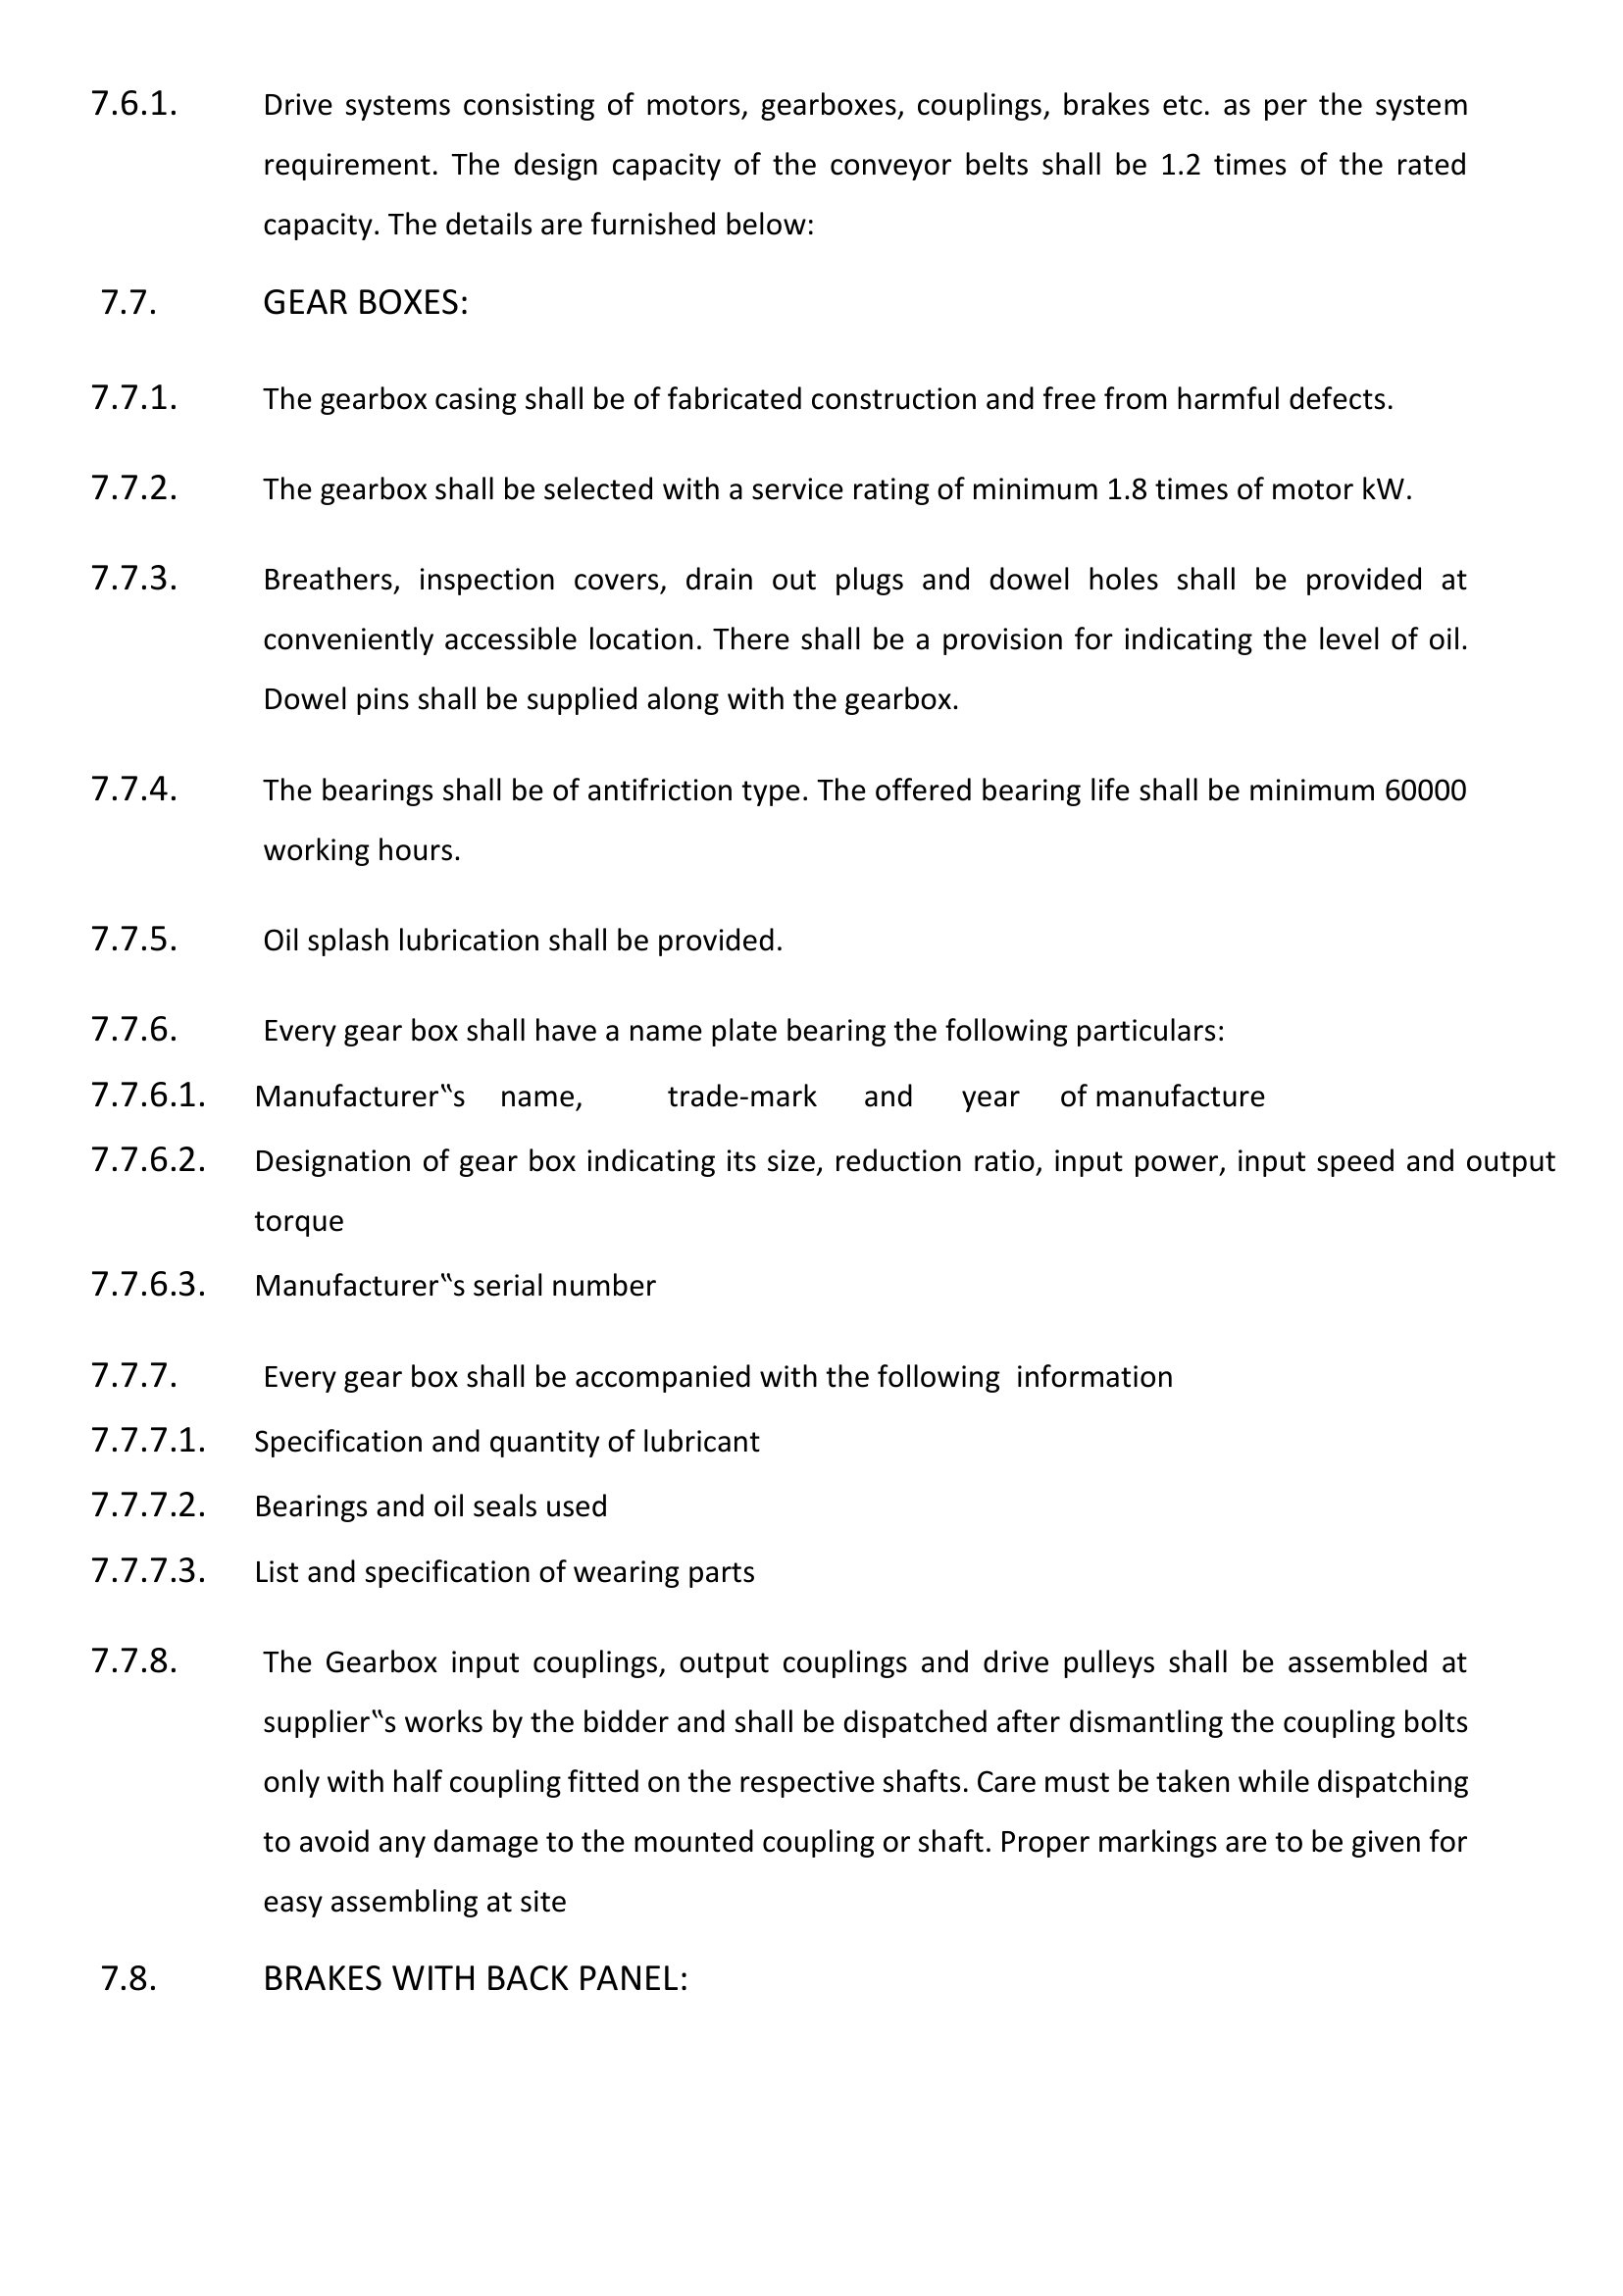 7.6.1. Drive systems consisting of motors, gearboxes, couplings, brakes etc. as per the system
requirement. The design capacity of the conveyor belts shall be 1.2 times of the rated
capacity. The details are furnished below:
7.7. GEAR BOXES:
7.7.1. The gearbox casing shall be of fabricated construction and free from harmful defects.
7.7.2. The gearbox shall be selected with a service rating of minimum 1.8 times of motor kW.
7.7.3. Breathers, inspection covers, drain out plugs and dowel holes shall be provided at
conveniently accessible location. There shall be a provision for indicating the level of oil.
Dowel pins shall be supplied along with the gearbox.
7.7.4. The bearings shall be of antifriction type. The offered bearing life shall be minimum 60000
working hours.
7.7.5. Oil splash lubrication shall be provided.
7.7.6. Every gear box shall have a name plate bearing the following particulars:
7.7.6.1. Manufacturer‟s name, trade-mark and year of manufacture
7.7.6.2. Designation of gear box indicating its size, reduction ratio, input power, input speed and output
torque
7.7.6.3. Manufacturer‟s serial number
7.7.7. Every gear box shall be accompanied with the following information
7.7.7.1. Specification and quantity of lubricant
7.7.7.2. Bearings and oil seals used
7.7.7.3. List and specification of wearing parts
7.7.8. The Gearbox input couplings, output couplings and drive pulleys shall be assembled at
supplier‟s works by the bidder and shall be dispatched after dismantling the coupling bolts
only with half coupling fitted on the respective shafts. Care must be taken while dispatching
to avoid any damage to the mounted coupling or shaft. Proper markings are to be given for
easy assembling at site
7.8. BRAKES WITH BACK PANEL: